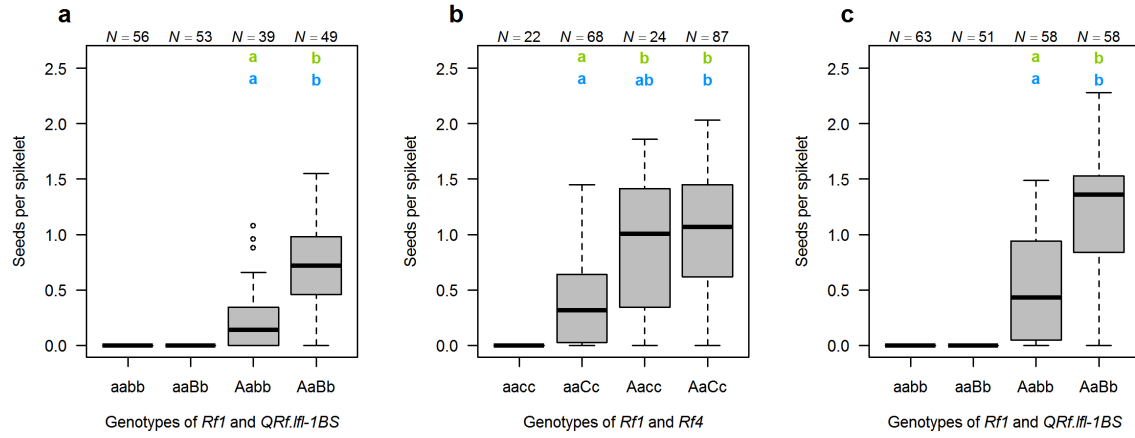 a
N = 56 N = 53 N = 39 N = 49
a b
a b
2.5
2.0
1.5
1.0
0.5
0.0
Seeds per spikelet
aabb aaBb Aabb AaBb
Genotypes of Rf1 and QRf.lfl-1BS
b
N = 22 N = 68 N = 24 N = 87
a b b
a ab b
2.5
2.0
1.5
1.0
0.5
0.0
Seeds per spikelet
aacc aaCc Aacc AaCc
Genotypes of Rf1 and Rf4
c
N = 63 N = 51 N = 58 N = 58
a b
a b
2.5
2.0
1.5
1.0
0.5
0.0
Seeds per spikelet
aabb aaBb Aabb AaBb
Genotypes of Rf1 and QRf.lfl-1BS